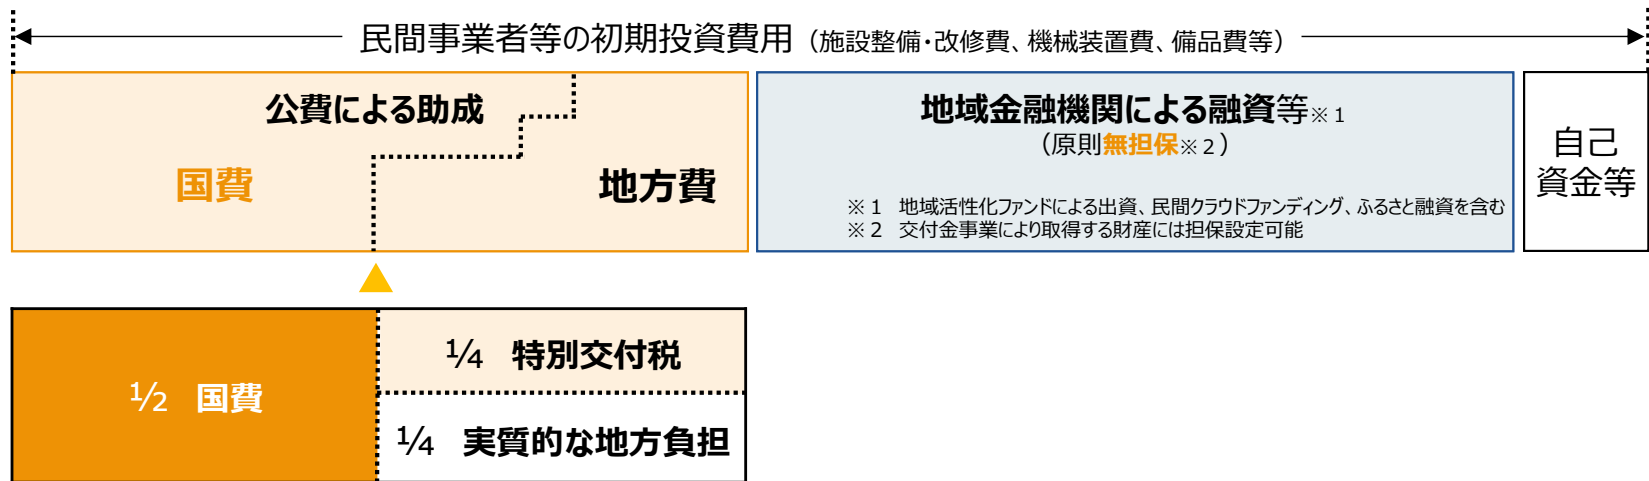 民間事業者等の初期投資費用（施設整備・改修費、機械装置費、備品費等）
公費による助成
国費
地方費
地域金融機関による融資等※１
（原則無担保※２）
※１　地域活性化ファンドによる出資、民間クラウドファンディング、ふるさと融資を含む
※２　交付金事業により取得する財産には担保設定可能
自己
資金等
½　国費
¼　特別交付税
¼　実質的な地方負担